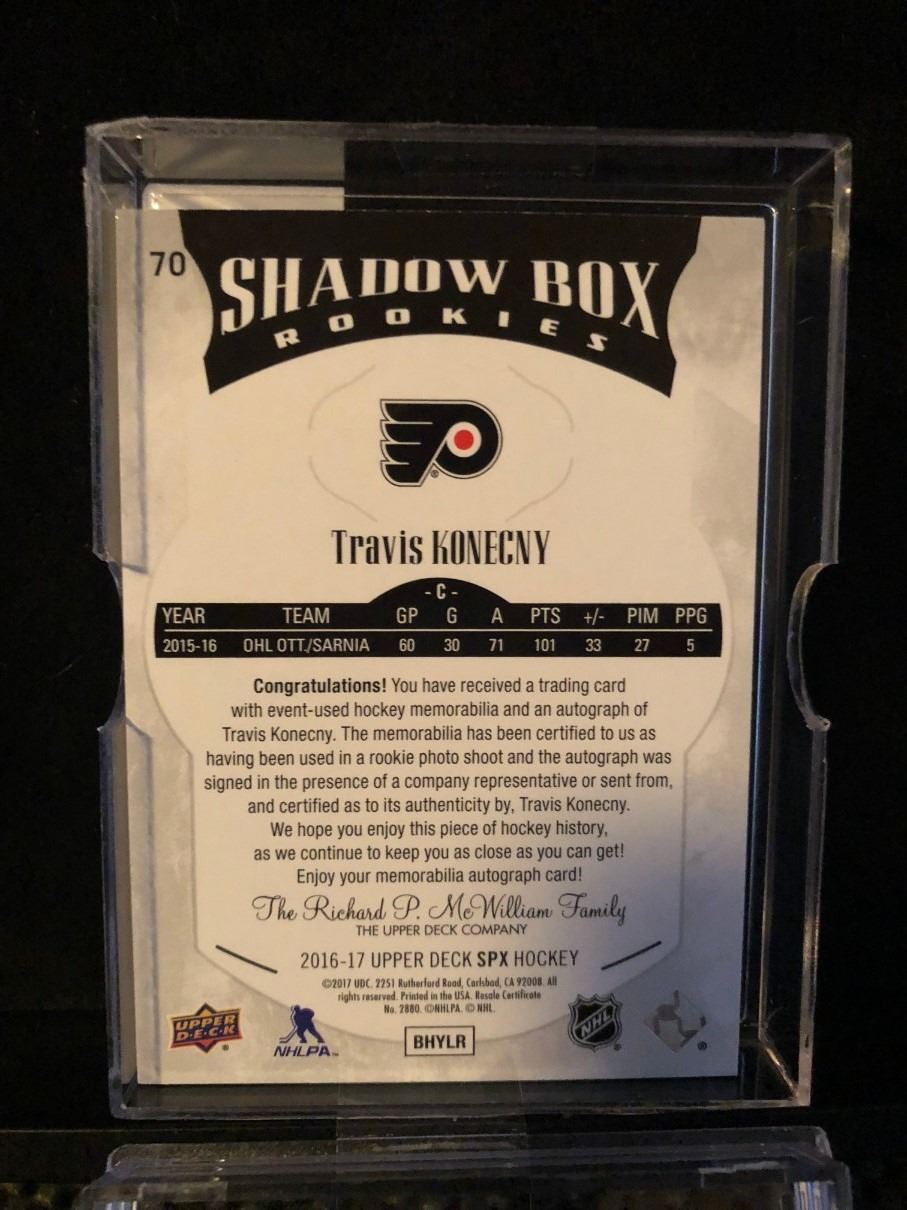 70
SHADOW BOX
ROOKIES
®
Travis KONECNY
- C -
YEAR TEAM GP G A PTS +/- PIM PPG
2015-16 OHL OTT./SARNIA 60 30 71 101 33 27 5
Congratulations! You have received a trading card
with event-used hockey memorabilia and an autograph of
Travis Konecny. The memorabilia has been certified to us as
having been used in a rookie photo shoot and the autograph was
signed in the presence of a company representative or sent from,
and certified as to its authenticity by, Travis Konecny.
We hope you enjoy this piece of hockey history,
as we continue to keep you as close as you can get!
Enjoy your memorabilia autograph card!
The Richard P. McWilliam Family
THE UPPER DECK COMPANY
2016-17 UPPER DECK SPX HOCKEY
©2017 UDC. 2251 Rutherford Road, Carlsbad, CA 92008. All
rights reserved. Printed in the USA. Resale Certificate
No. 2880. ©NHLPA. © NHL.
UPPER
D·E·C·K ®
NHLPA™
BHYLR
NHL ®
®